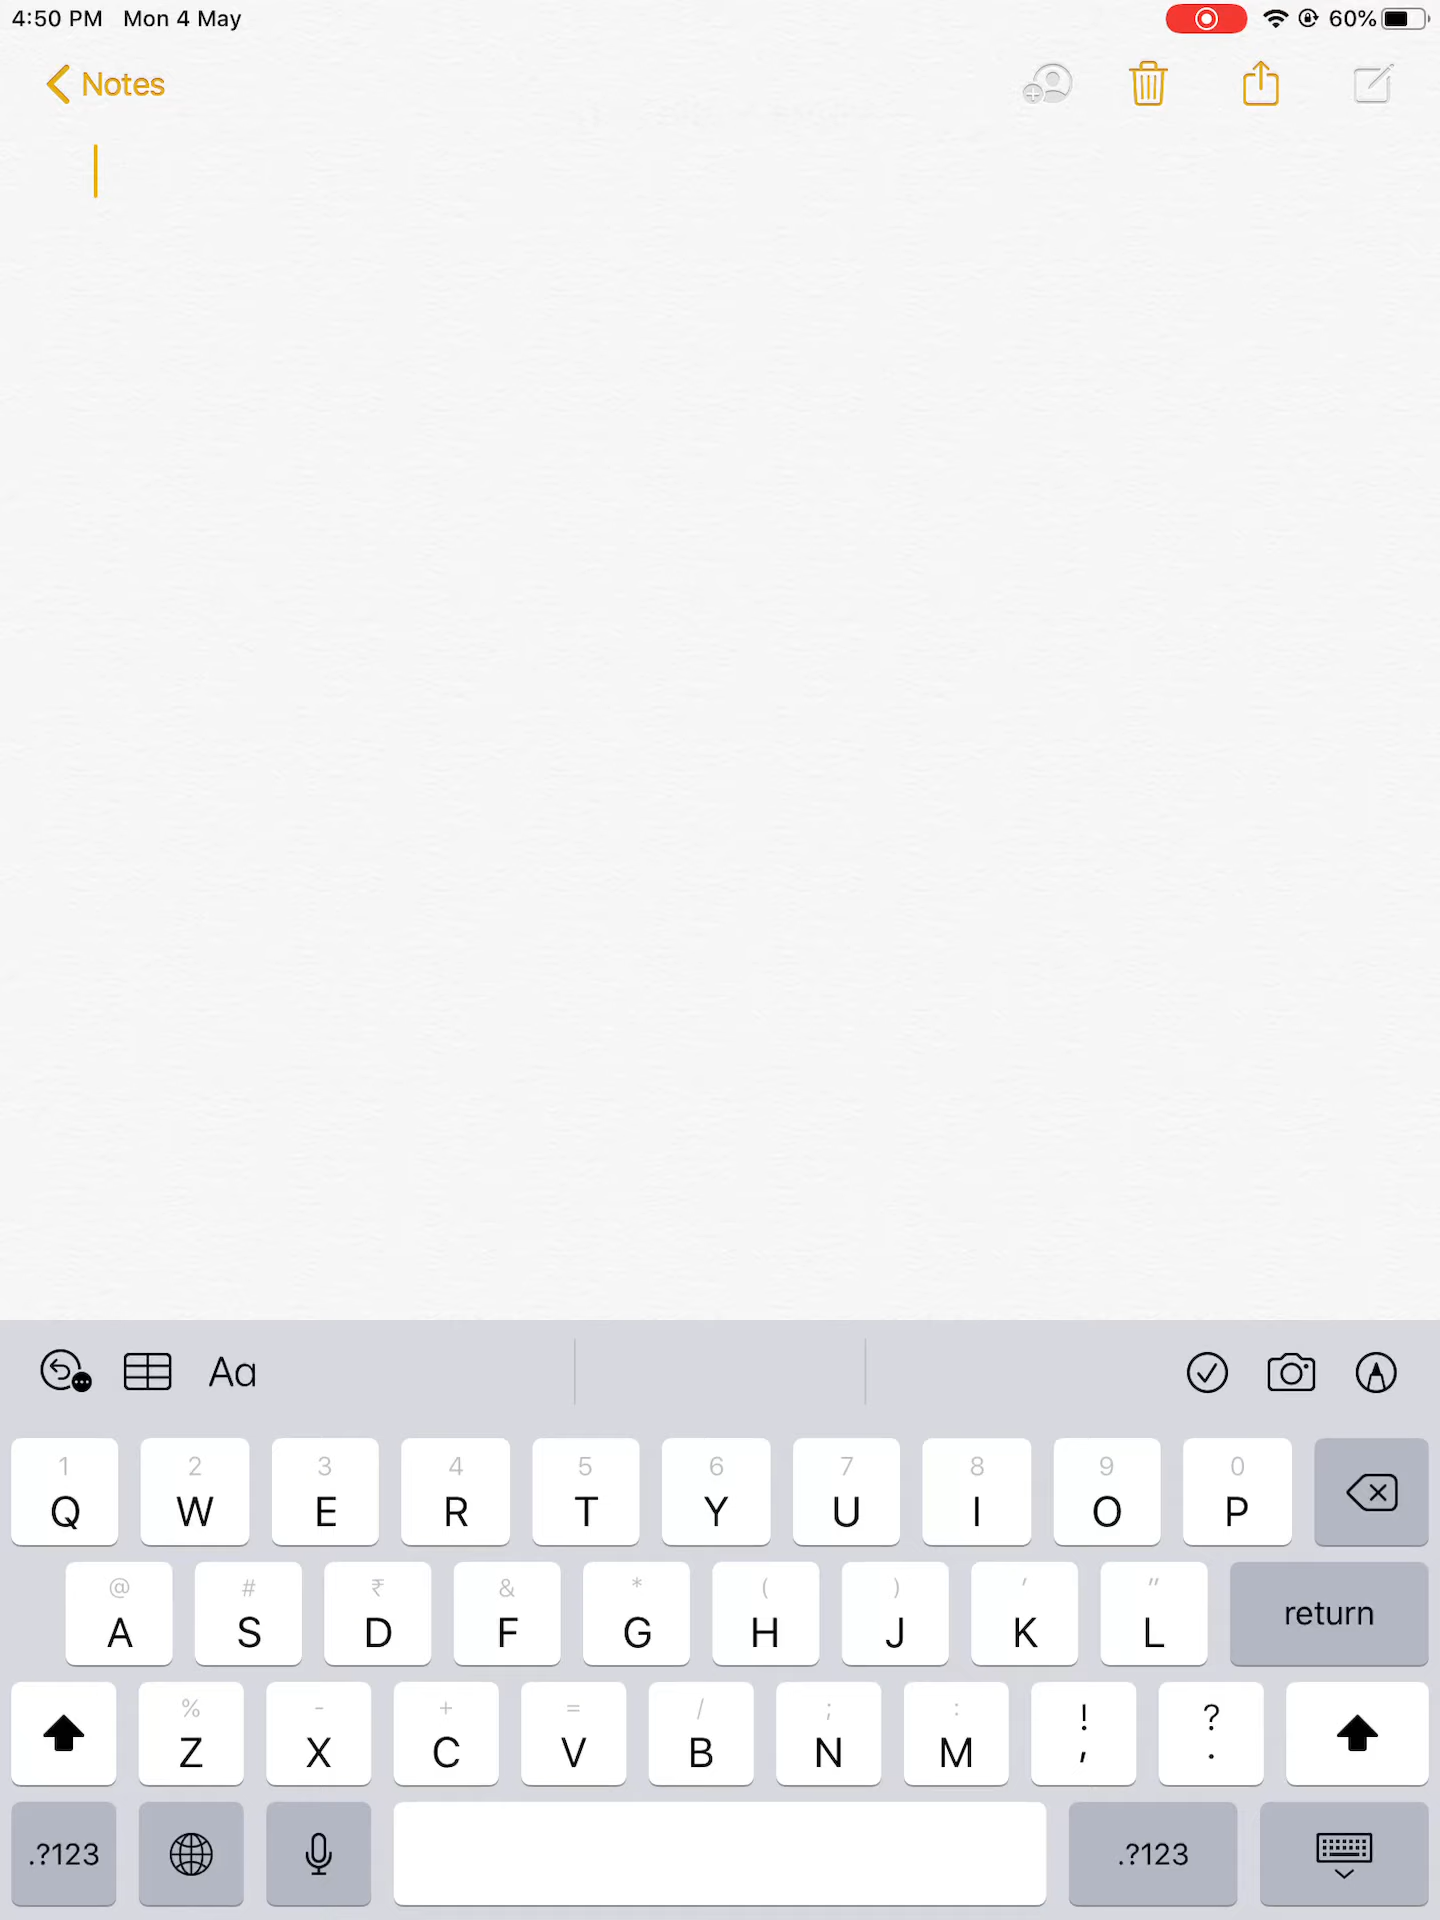 4:50 PM Mon 4 May 60%
Notes
Aa
1 2 3 4 5 6 7 8 9 0
Q W E R T Y U I O P
@ # ₹ & * ( ) ' "
A S D F G H J K L return
% - + = / ; : ! ?
Z X C V B N M , .
.?123 .?123